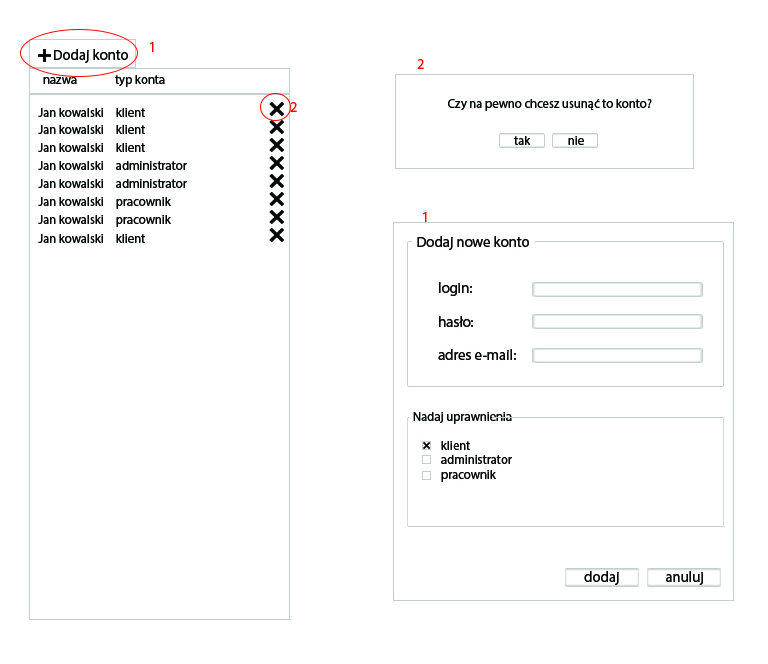 Dodaj konto 1
nazwa typ konta
Jan kowalski klient 2
Jan kowalski klient
Jan kowalski klient
Jan kowalski administrator
Jan kowalski administrator
Jan kowalski pracownik
Jan kowalski pracownik
Jan kowalski klient
2
Czy na pewno chcesz usunąć to konto?
tak nie
1
Dodaj nowe konto
login:
hasło:
adres e-mail:
Nadaj uprawnienia
klient
administrator
pracownik
dodaj anuluj